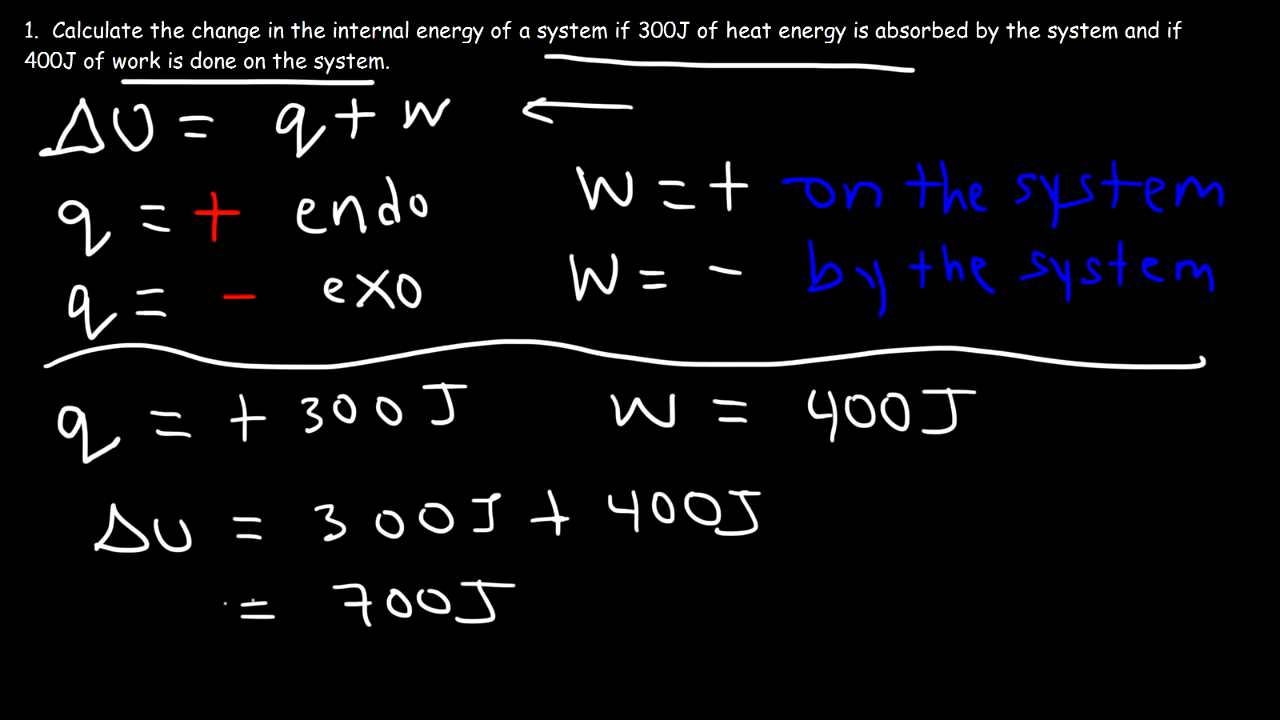 1. Calculate the change in the internal energy of a system if 300J of heat energy is absorbed by the system and if
400J of work is done on the system.
ΔU = q + w ←
q = + endo
w = + on the system
q = - exo
w = - by the system
q = + 300J
w = 400J
ΔU = 300J + 400J
= 700J